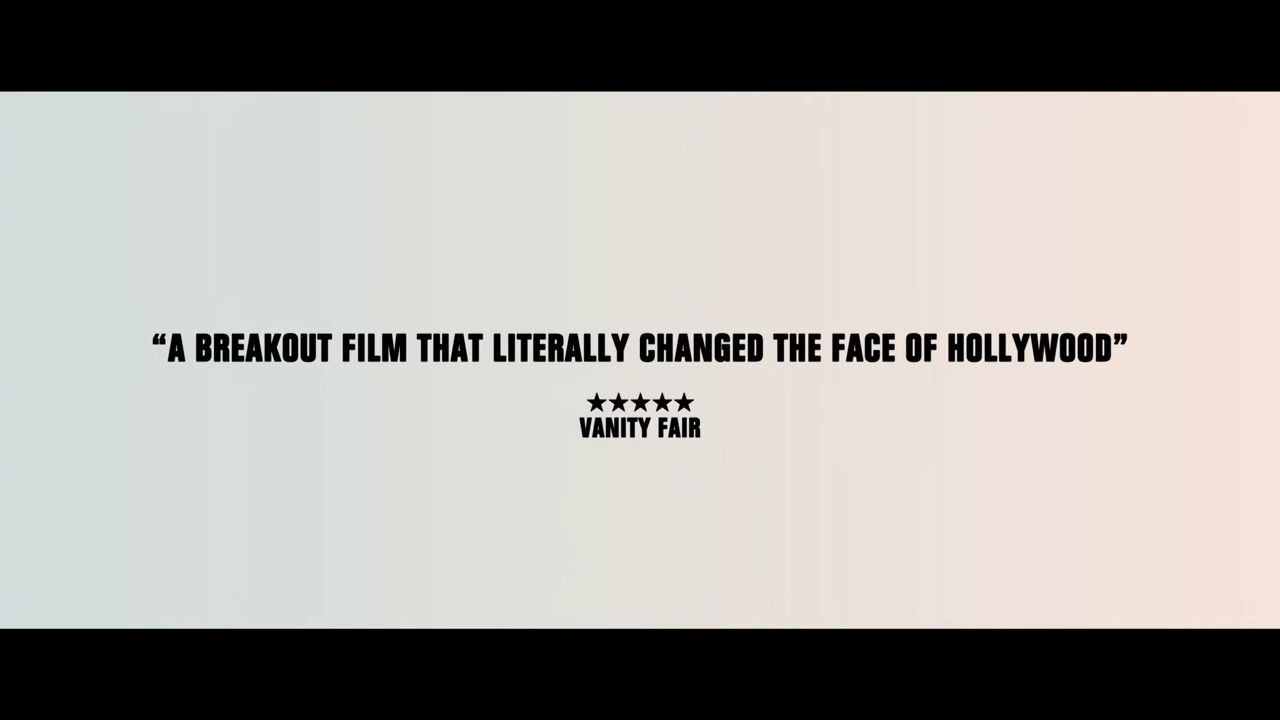 “A BREAKOUT FILM THAT LITERALLY CHANGED THE FACE OF HOLLYWOOD”
★★★★★
VANITY FAIR